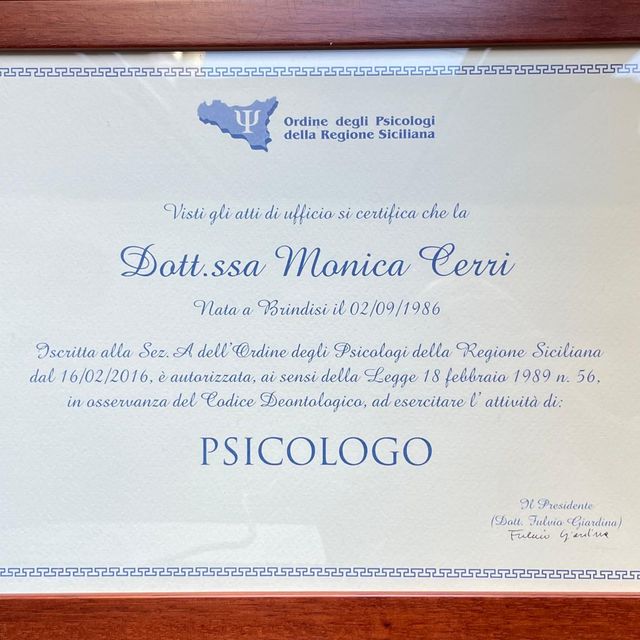 Ψ
Ordine degli Psicologi
della Regione Siciliana
Visti gli atti di ufficio si certifica che la
Dott.ssa Monica Cerri
Nata a Brindisi il 02/09/1986
Iscritta alla Sez. A dell'Ordine degli Psicologi della Regione Siciliana
dal 16/02/2016, è autorizzata, ai sensi della Legge 18 febbraio 1989 n. 56,
in osservanza del Codice Deontologico, ad esercitare l' attività di:
PSICOLOGO
Il Presidente
(Dott. Fulvio Giardina)
Fulvio Giardina